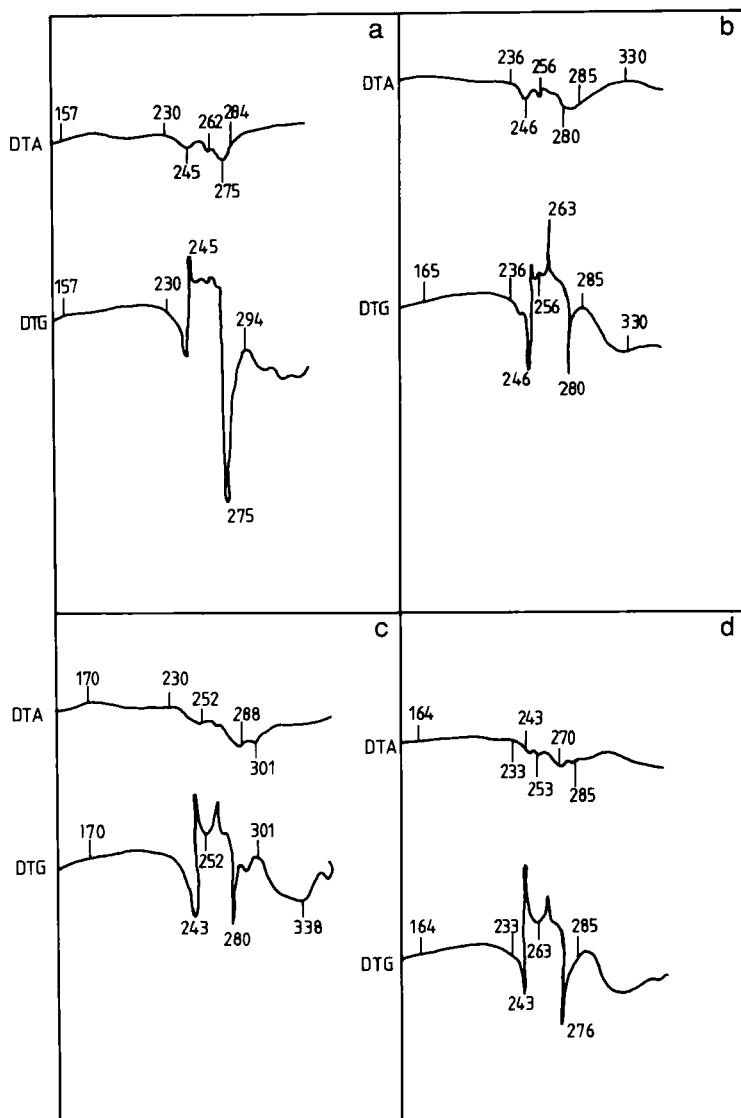 a
157 230 262 284
DTA
245
275
245
157 230
DTG
294
275
b
236 256 285 330
DTA
246 280
263
165 236 285
DTG
256
330
246 280
c
170 230 252 288
DTA
301
170 301
DTG
252
243 280 338
d
164 243 270
DTA
233 253 285
164 233 285
263
DTG
243
276